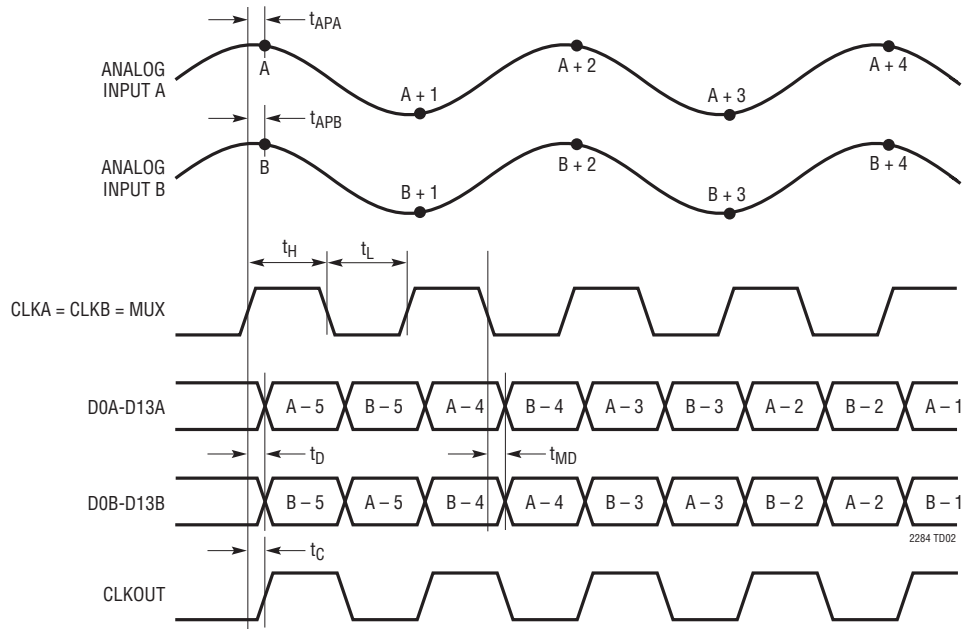 tAPA
ANALOG
INPUT A
A
A + 1
A + 2
A + 3
A + 4
tAPB
ANALOG
INPUT B
B
B + 1
B + 2
B + 3
B + 4
tH
tL
CLKA = CLKB = MUX
D0A-D13A
A – 5
B – 5
A – 4
B – 4
A – 3
B – 3
A – 2
B – 2
A – 1
tD
tMD
D0B-D13B
B – 5
A – 5
B – 4
A – 4
B – 3
A – 3
B – 2
A – 2
B – 1
2284 TD02
tC
CLKOUT